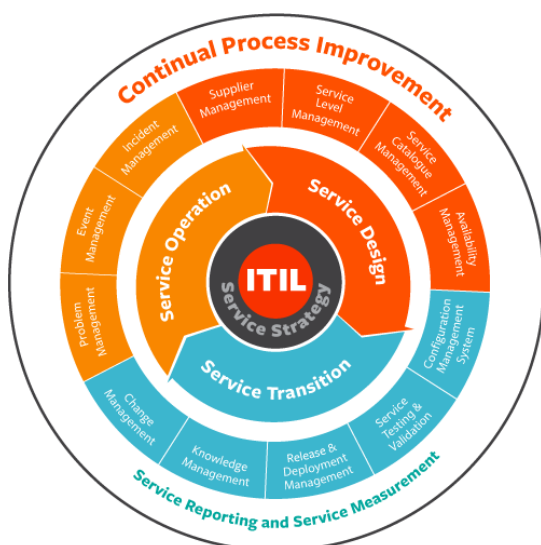 Continual Process Improvement
Supplier
Management
Service
Level
Management
Service
Catalogue
Management
Availability
Management
Configuration
Management
System
Service
Testing &
Validation
Release &
Deployment
Management
Knowledge
Management
Change
Management
Problem
Management
Event
Management
Incident
Management
Service Operation
Service Design
Service Transition
ITIL
Service Strategy
Service Reporting and Service Measurement